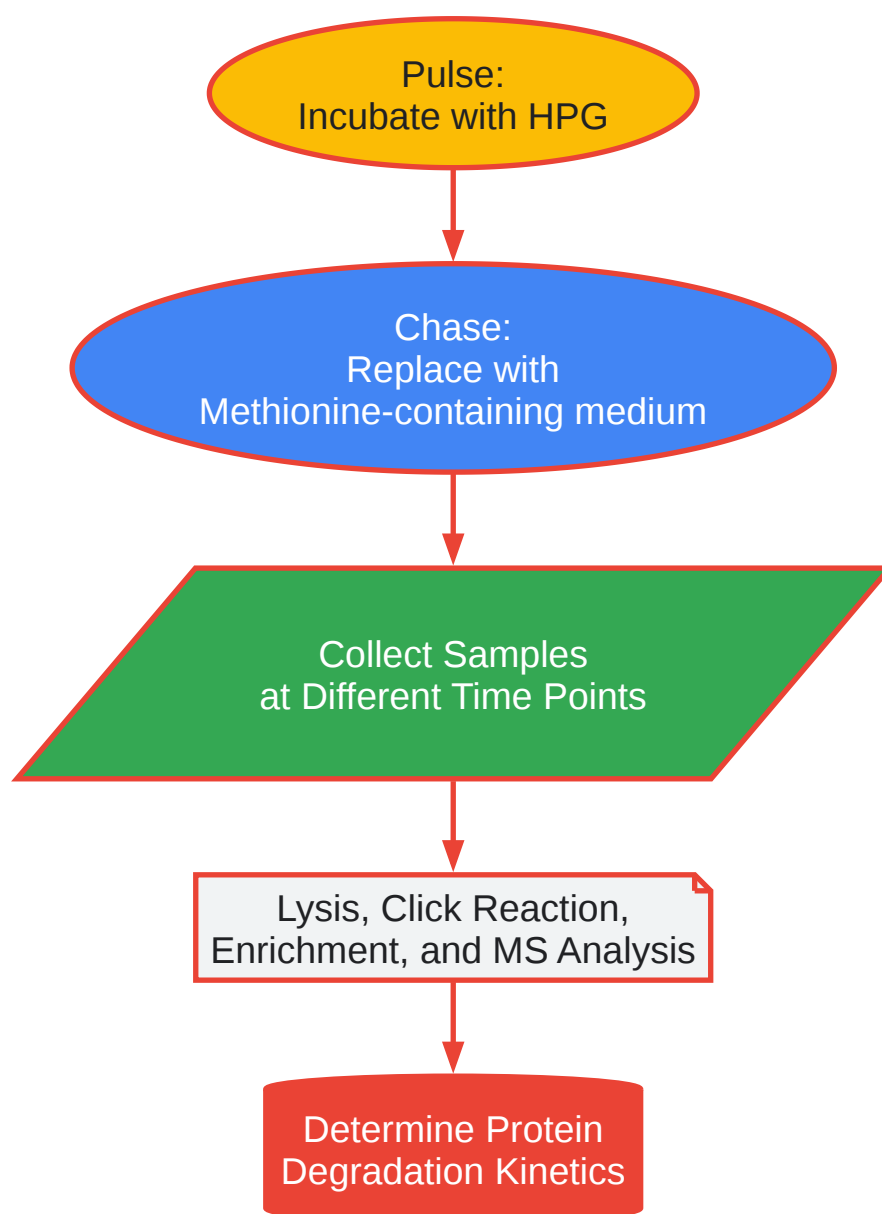 Pulse:
Incubate with HPG
Chase:
Replace with
Methionine-containing medium
Collect Samples
at Different Time Points
Lysis, Click Reaction,
Enrichment, and MS Analysis
Determine Protein
Degradation Kinetics